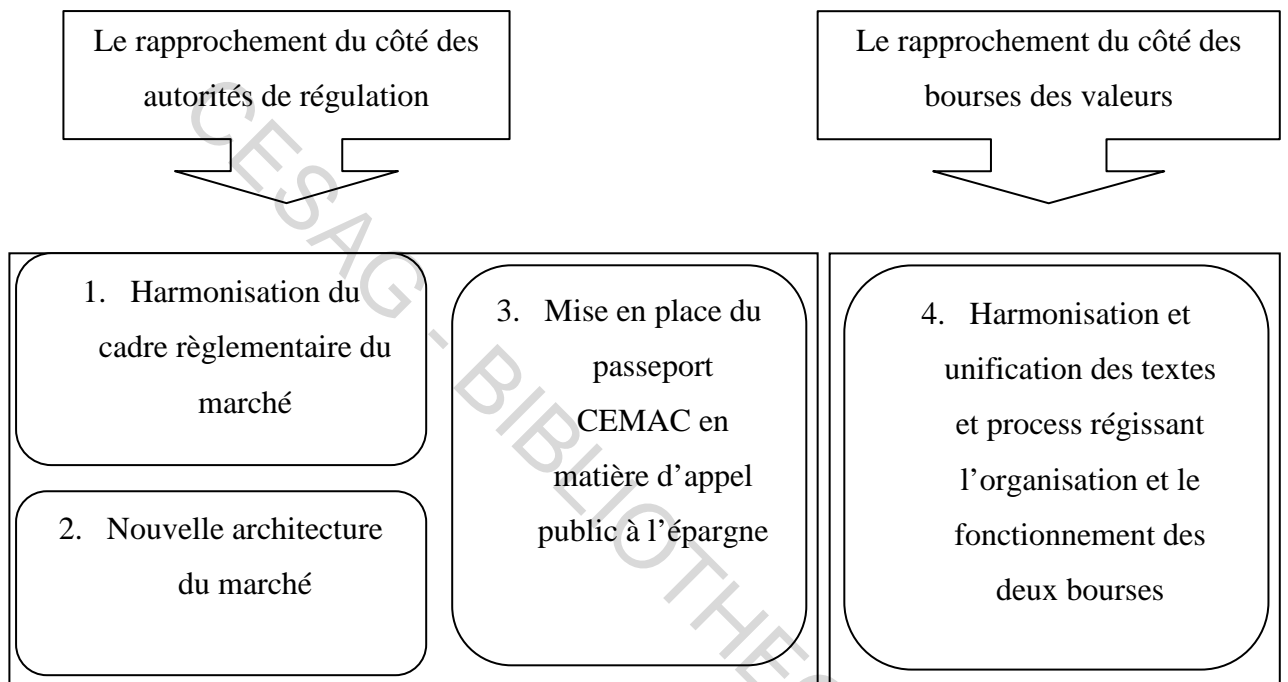 Le rapprochement du côté des
autorités de régulation
Le rapprochement du côté des
bourses des valeurs
1. Harmonisation du
cadre règlementaire du
marché
2. Nouvelle architecture
du marché
3. Mise en place du
passeport
CEMAC en
matière d’appel
public à l’épargne
4. Harmonisation et
unification des textes
et process régissant
l’organisation et le
fonctionnement des
deux bourses
CESAG - BIBLIOTHE